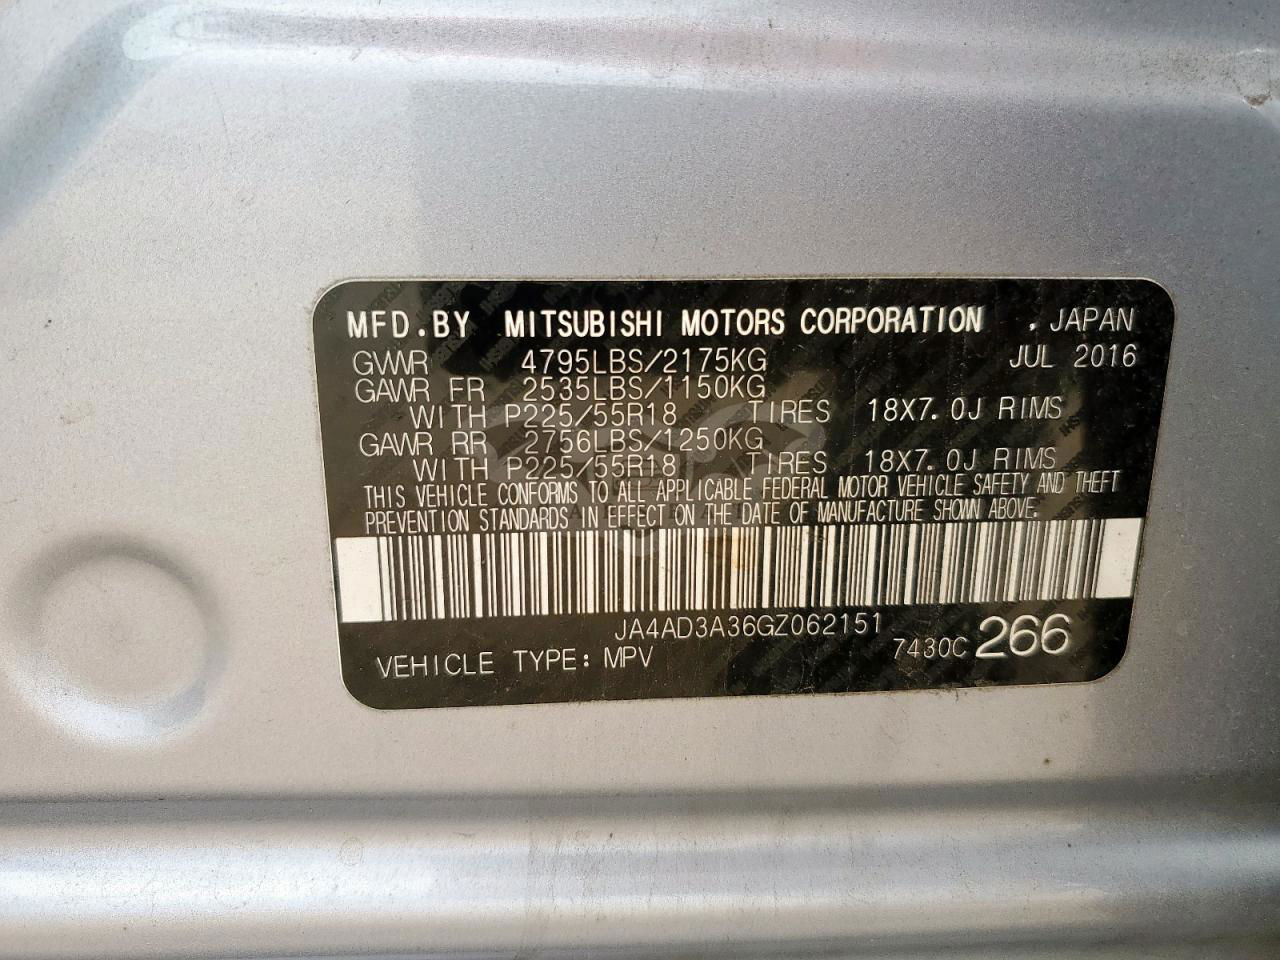 MFD.BY MITSUBISHI MOTORS CORPORATION . JAPAN
GVWR 4795LBS/2175KG JUL 2016
GAWR FR 2535LBS/1150KG
WITH P225/55R18 TIRES 18X7.0J RIMS
GAWR RR 2756LBS/1250KG
WITH P225/55R18 TIRES 18X7.0J RIMS
THIS VEHICLE CONFORMS TO ALL APPLICABLE FEDERAL MOTOR VEHICLE SAFETY AND THEFT
PREVENTION STANDARDS IN EFFECT ON THE DATE OF MANUFACTURE SHOWN ABOVE.
JA4AD3A36GZ062151
VEHICLE TYPE: MPV 7430C 266